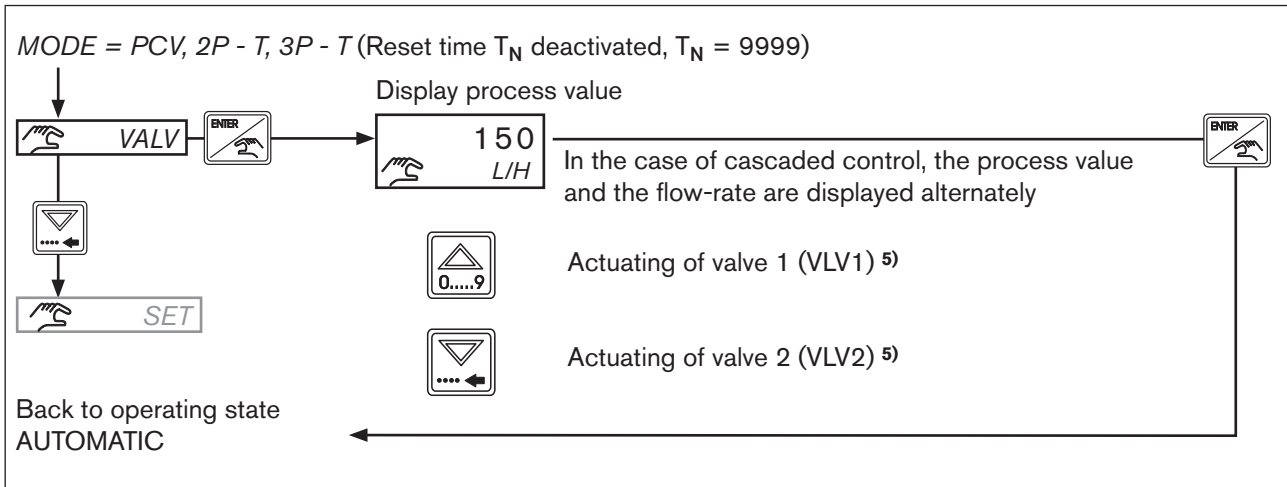 MODE = PCV, 2P - T, 3P - T (Reset time TN deactivated, TN = 9999)
Display process value
VALV
ENTER
150
L/H
ENTER
In the case of cascaded control, the process value
and the flow-rate are displayed alternately
0.....9
Actuating of valve 1 (VLV1) 5)
SET
....
Actuating of valve 2 (VLV2) 5)
....
Back to operating state
AUTOMATIC